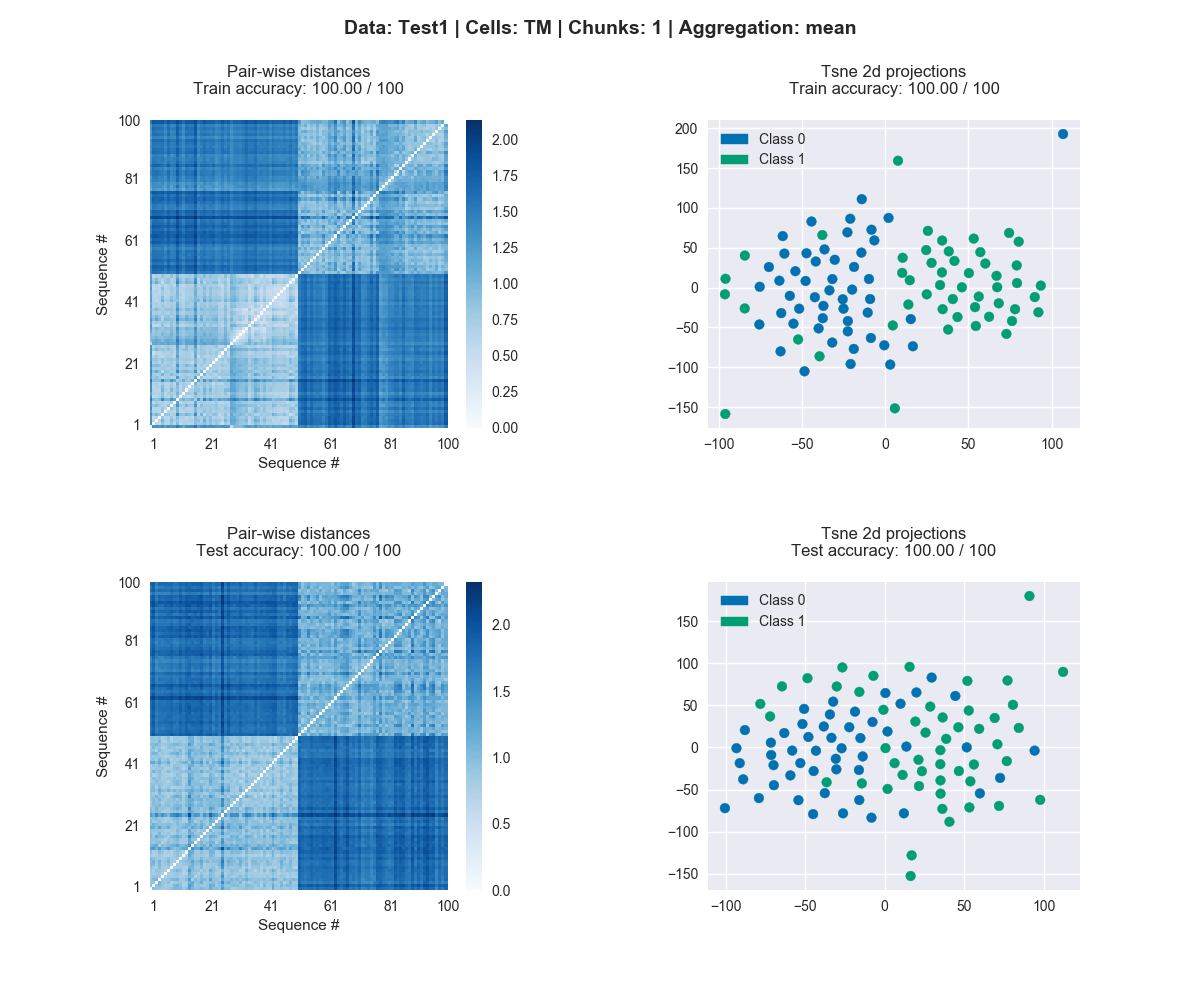 Data: Test1 | Cells: TM | Chunks: 1 | Aggregation: mean
Pair-wise distances
Train accuracy: 100.00 / 100
100
81
61
41
21
1
Sequence #
1 21 41 61 81 100
Sequence #
2.00
1.75
1.50
1.25
1.00
0.75
0.50
0.25
0.00
Tsne 2d projections
Train accuracy: 100.00 / 100
Class 0
Class 1
200
150
100
50
0
−50
−100
−150
−100 −50 0 50 100
Pair-wise distances
Test accuracy: 100.00 / 100
100
81
61
41
21
1
Sequence #
1 21 41 61 81 100
Sequence #
2.0
1.5
1.0
0.5
0.0
Tsne 2d projections
Test accuracy: 100.00 / 100
Class 0
Class 1
150
100
50
0
−50
−100
−150
−100 −50 0 50 100